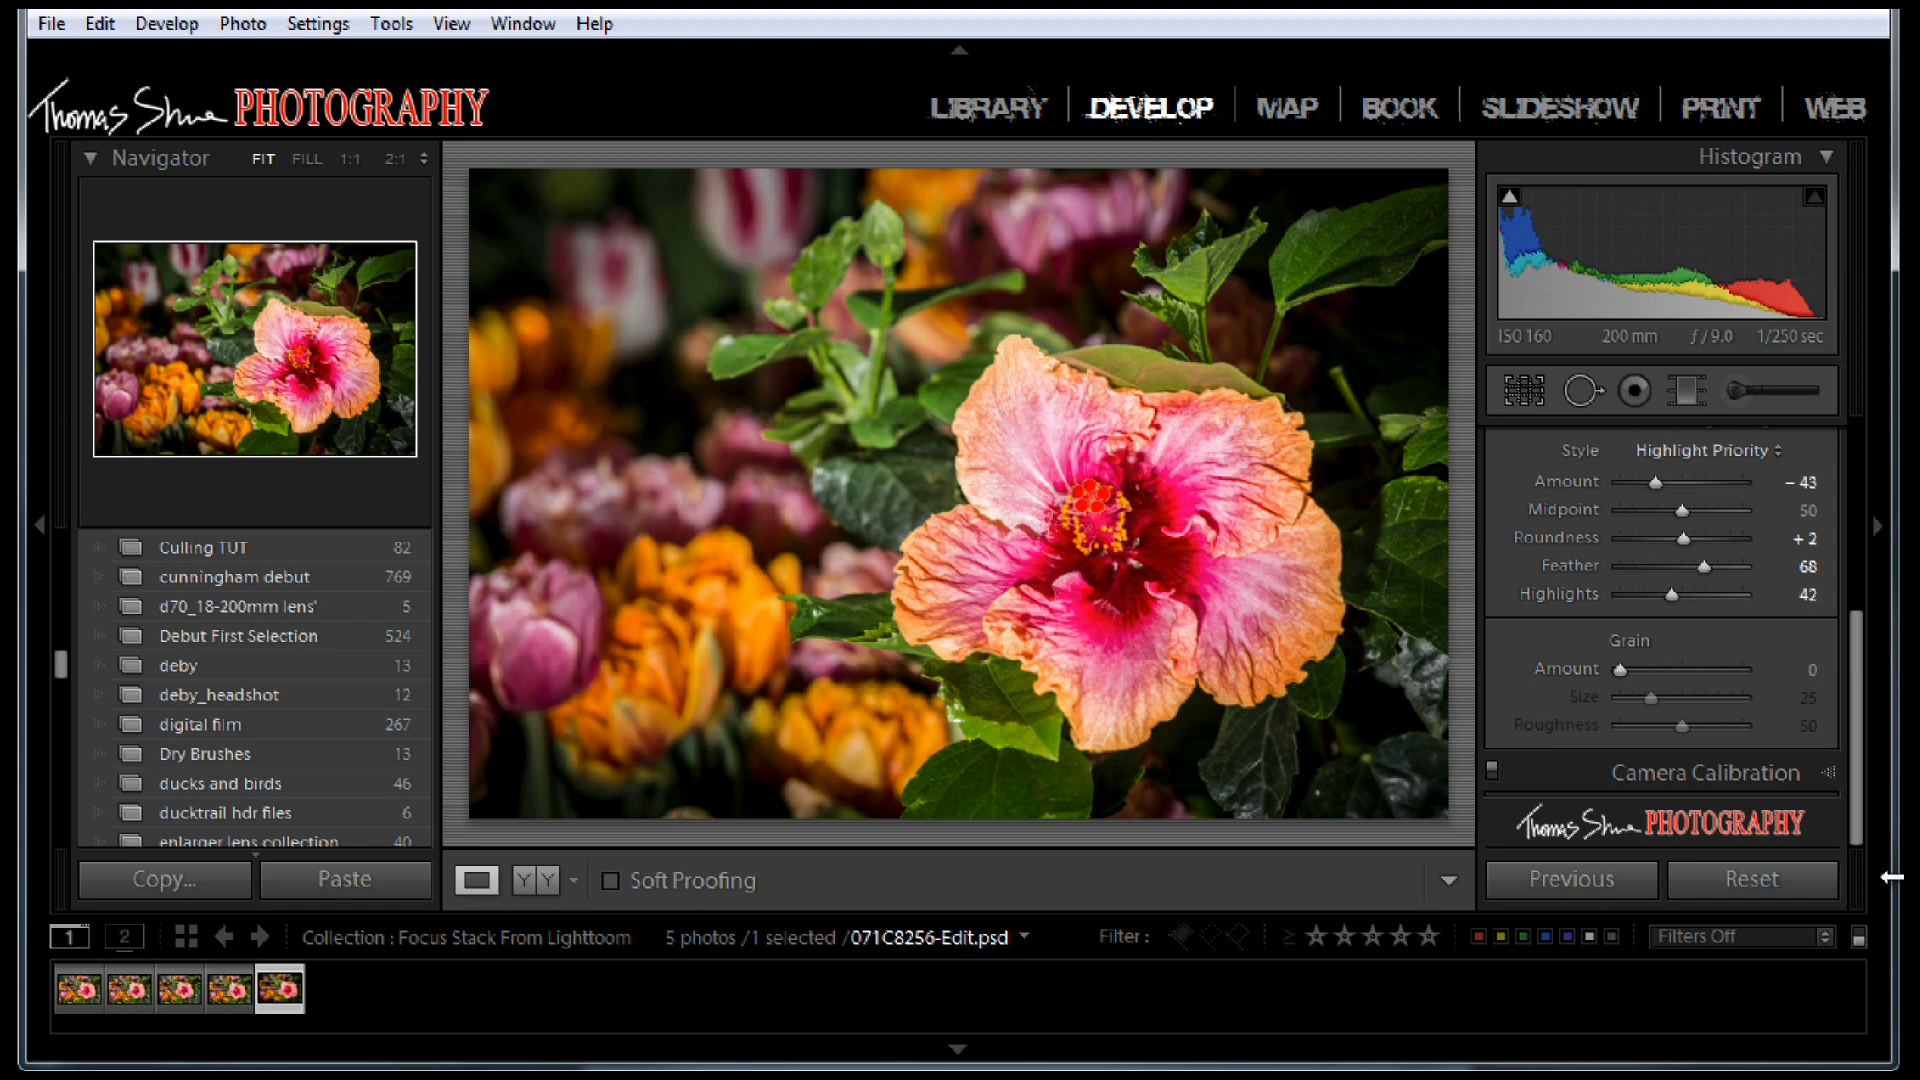 File Edit Develop Photo Settings Tools View Window Help
Thomas Shue PHOTOGRAPHY
LIBRARY DEVELOP MAP BOOK SLIDESHOW PRINT WEB
Navigator FIT FILL 1:1 2:1
Culling TUT 82
cunningham debut 769
d70_18-200mm lens' 5
Debut First Selection 524
deby 13
deby_headshot 12
digital film 267
Dry Brushes 13
ducks and birds 46
ducktrail hdr files 6
enlarger lens collection 40
Copy... Paste
Y Y Soft Proofing
Histogram
ISO 160 200 mm f / 9.0 1/250 sec
Style Highlight Priority
Amount - 43
Midpoint 50
Roundness + 2
Feather 68
Highlights 42
Grain
Amount 0
Size 25
Roughness 50
Camera Calibration
Thomas Shue PHOTOGRAPHY
Previous Reset
1 2 Collection : Focus Stack From Lighttoom 5 photos / 1 selected / 071C8256-Edit.psd Filter : ≥ Filters Off